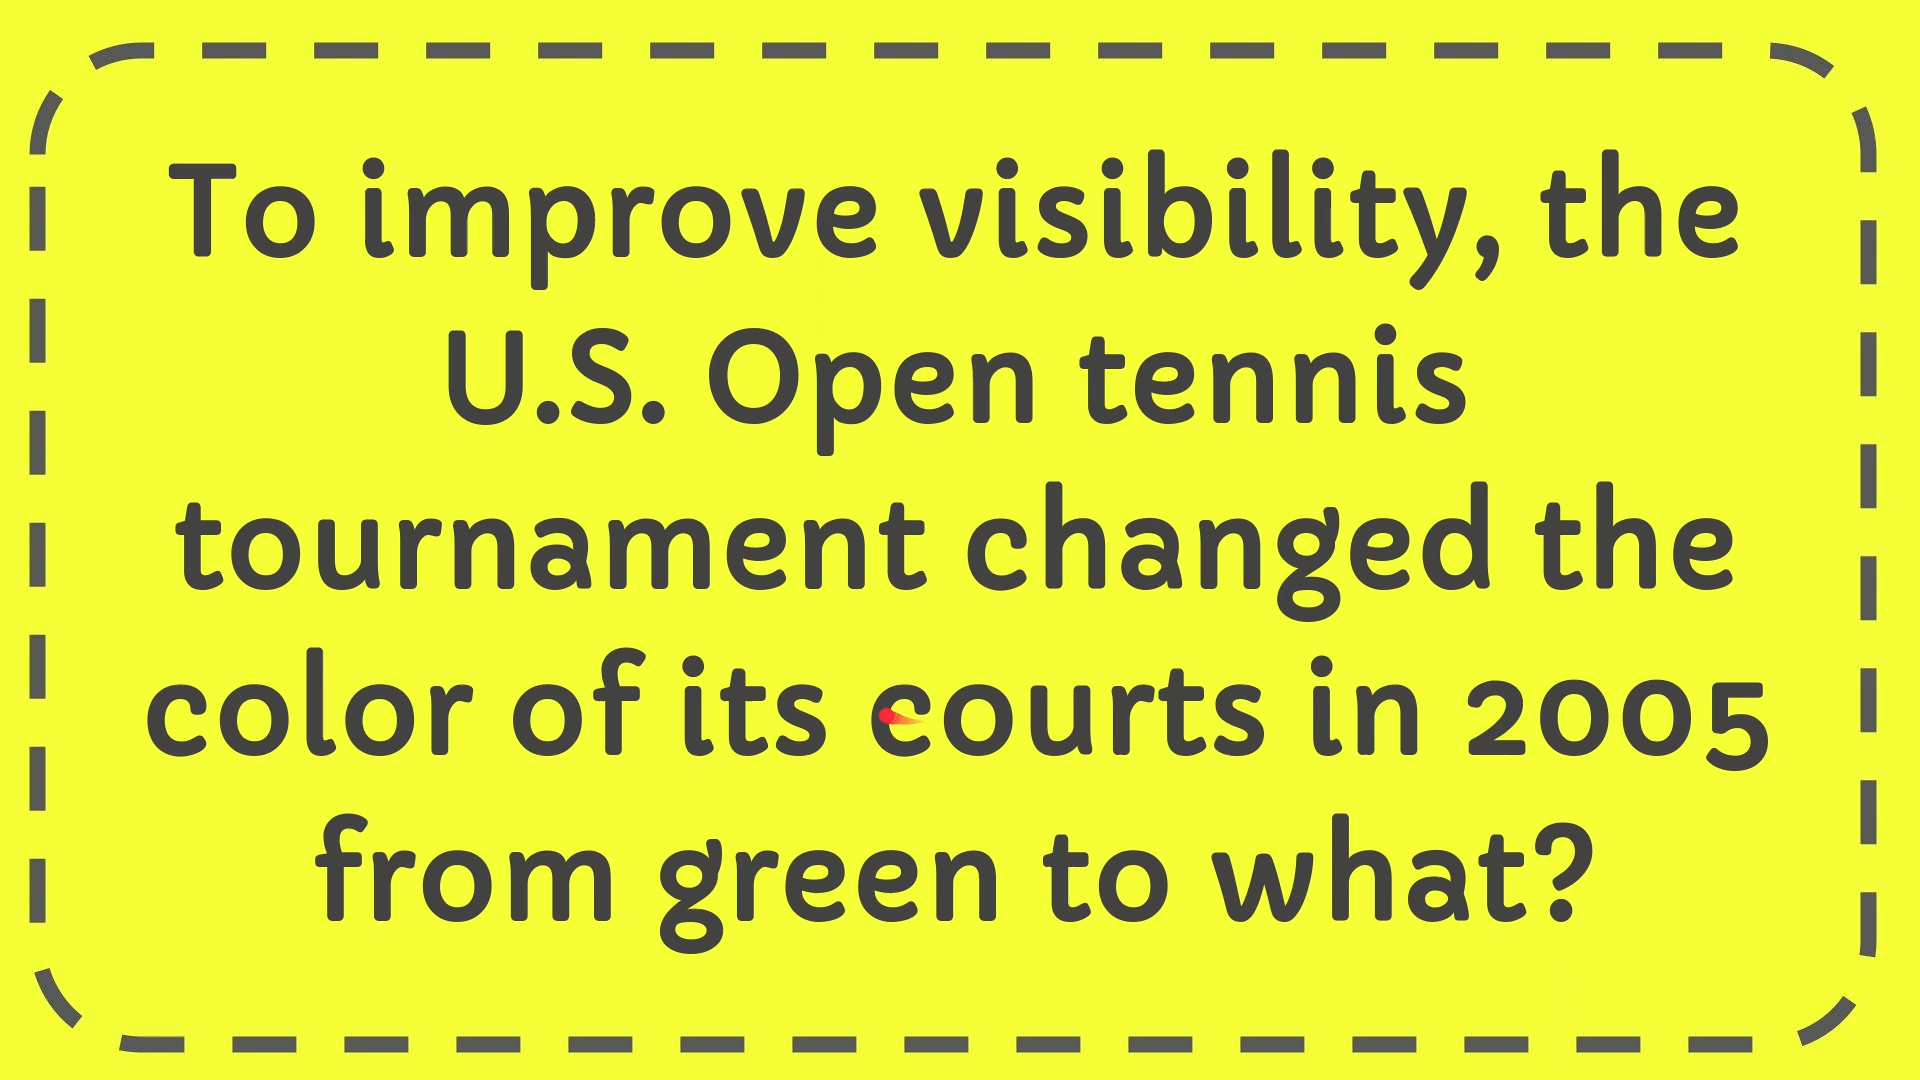 To improve visibility, the
U.S. Open tennis
tournament changed the
color of its courts in 2005
from green to what?